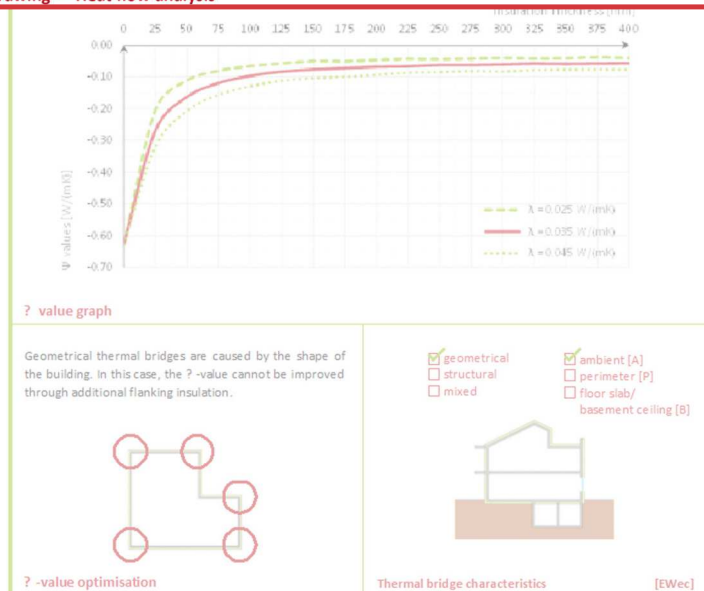 Insulation Thickness [mm]
0 25 50 75 100 125 150 175 200 225 250 275 300 325 350 375 400
0.00
-0.10
-0.20
-0.30
-0.40
-0.50
-0.60
-0.70
Ψ values [W/(mK)]
λ = 0.025 W/(mK)
λ = 0.035 W/(mK)
λ = 0.045 W/(mK)
? value graph
Geometrical thermal bridges are caused by the shape of
the building. In this case, the ? -value cannot be improved
through additional flanking insulation.
? -value optimisation
geometrical
structural
mixed
ambient [A]
perimeter [P]
floor slab/
basement ceiling [B]
Thermal bridge characteristics [EWec]